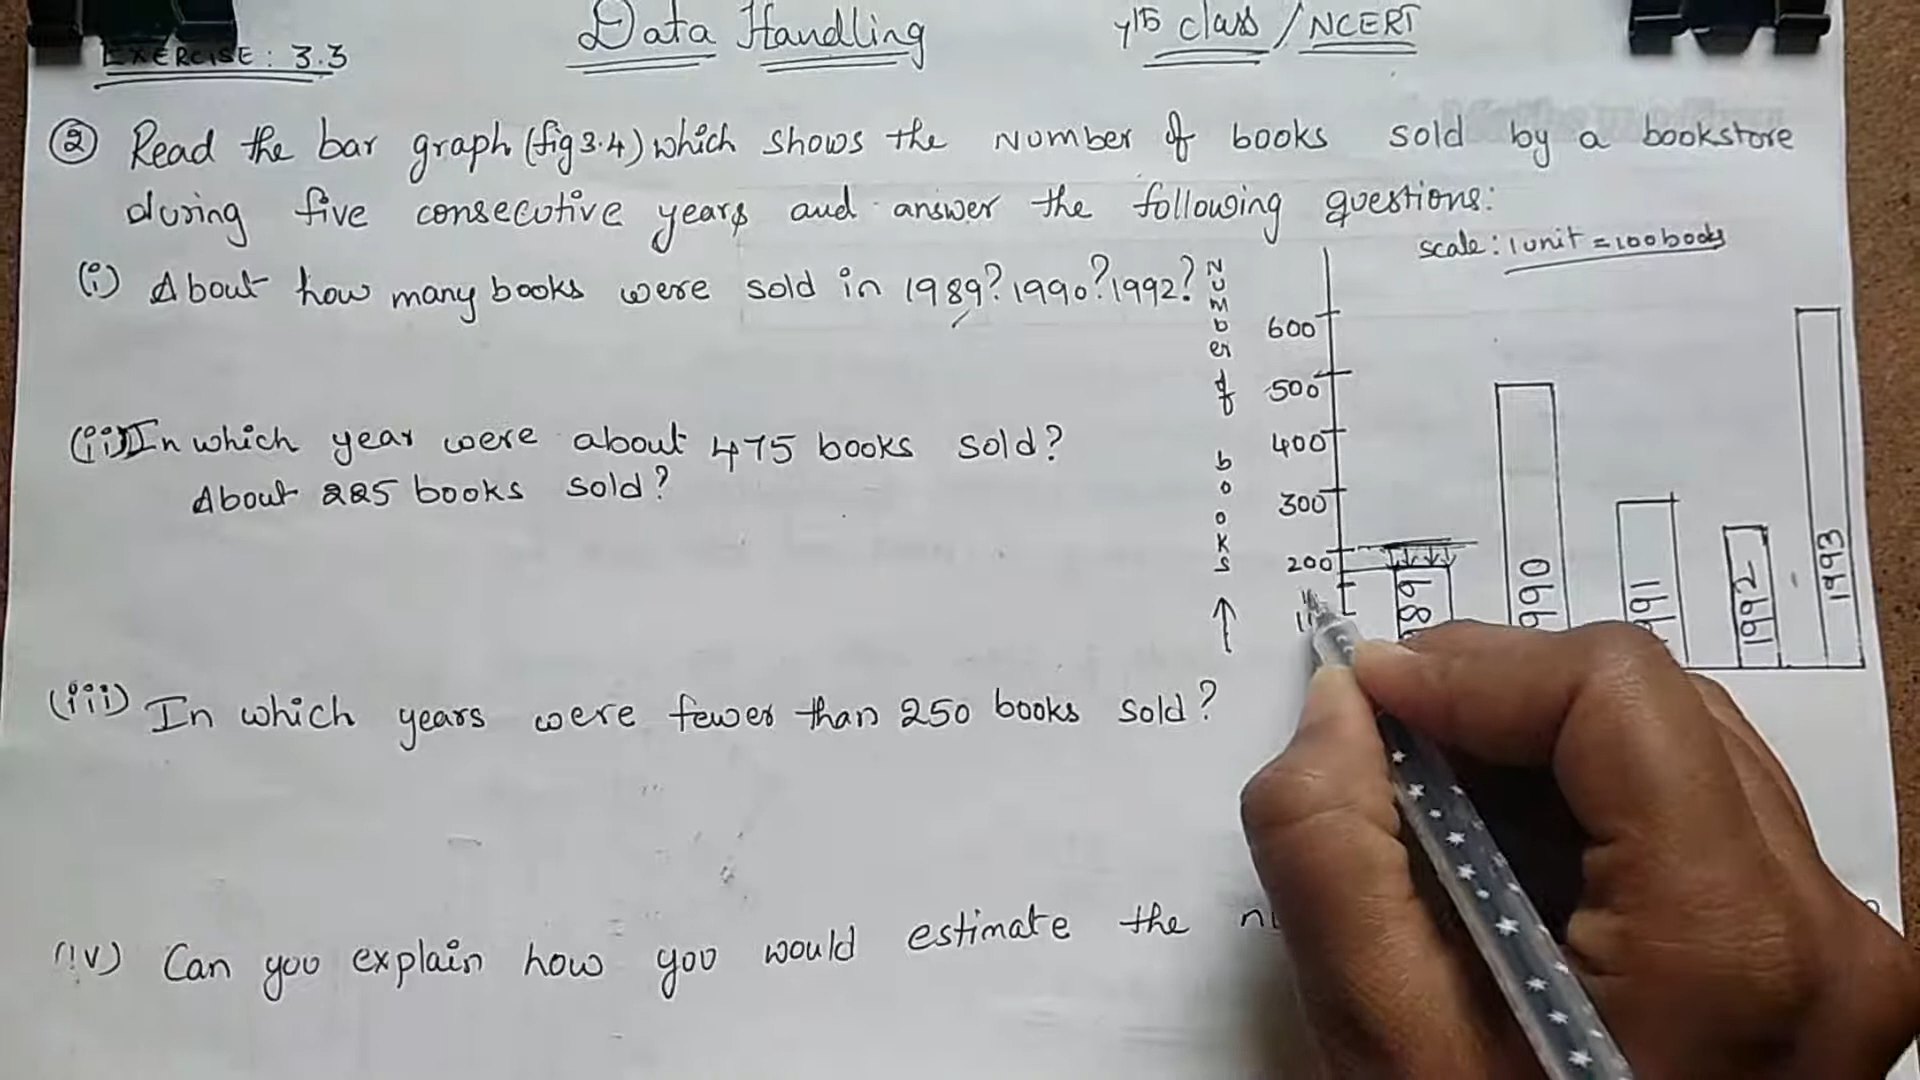 EXERCISE: 3.3
Data Handling
7th class / NCERT
② Read the bar graph (fig 3.4) which shows the Number of books sold by a bookstore
during five consecutive years and answer the following questions:
scale: 1 unit = 100 books
(i) About how many books were sold in 1989? 1990? 1992?
Number of books
600
500
400
300
200
1990
1992
1993
(ii) In which year were about 475 books sold?
About 225 books sold?
(iii) In which years were fewer than 250 books sold?
(iv) Can you explain how you would estimate the